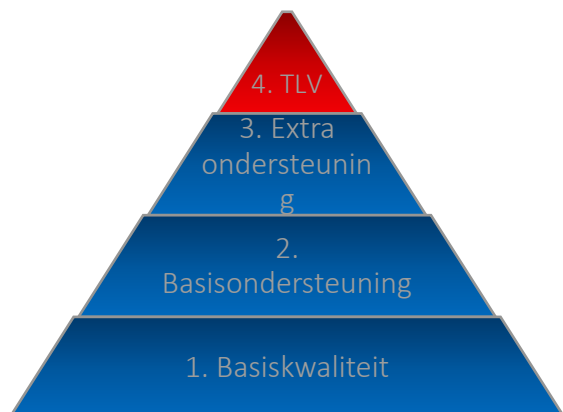 4. TLV
3. Extra
ondersteunin
g
2.
Basisondersteuning
1. Basiskwaliteit